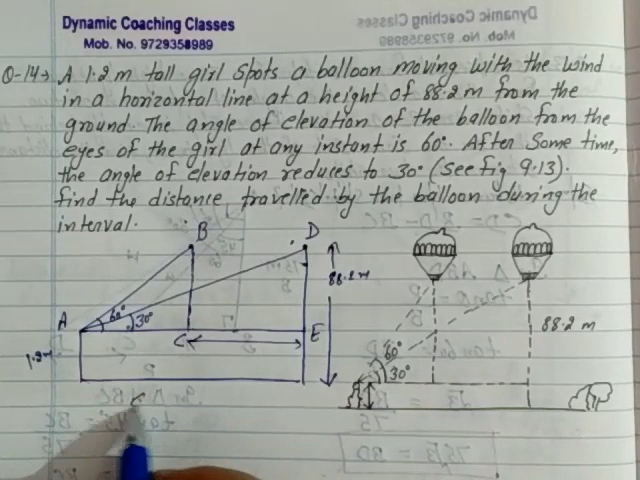 Dynamic Coaching Classes
Mob. No. 9729358989
Q-14→ A 1.2 m tall girl spots a balloon moving with the wind
in a horizontal line at a height of 88.2 m from the
ground. The angle of elevation of the balloon from the
eyes of the girl at any instant is 60°. After some time,
the angle of elevation reduces to 30° (see fig 9.13).
find the distance travelled by the balloon during the
interval.
B
D
88.2 m
A
60°
30°
C
E
1.2m
88.2 m
60°
30°